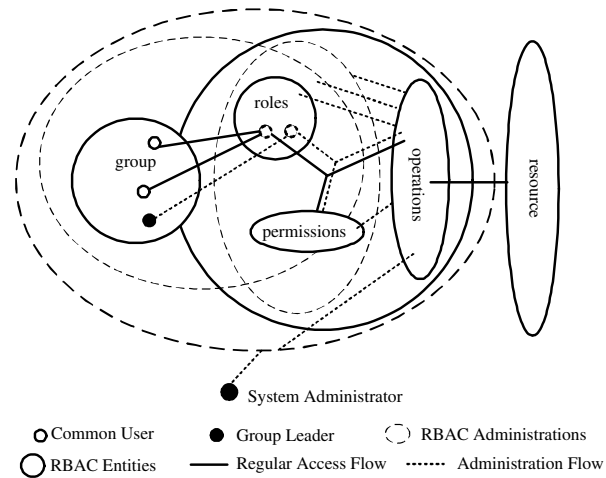 roles
group
operations
resource
permissions
System Administrator
Common User
Group Leader
RBAC Administrations
RBAC Entities
Regular Access Flow
Administration Flow